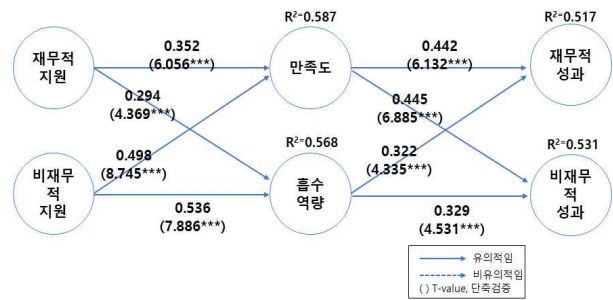 R²=0.587
R²=0.517
재무적
지원
0.352
(6.056***)
만족도
0.442
(6.132***)
재무적
성과
0.294
(4.369***)
0.445
(6.885***)
R²=0.568
R²=0.531
0.498
(8.745***)
0.322
(4.335***)
비재무
적
지원
0.536
(7.886***)
흡수
역량
0.329
(4.531***)
비재무
적
성과
유의적임
비유의적임
( ) T-value, 단측검증